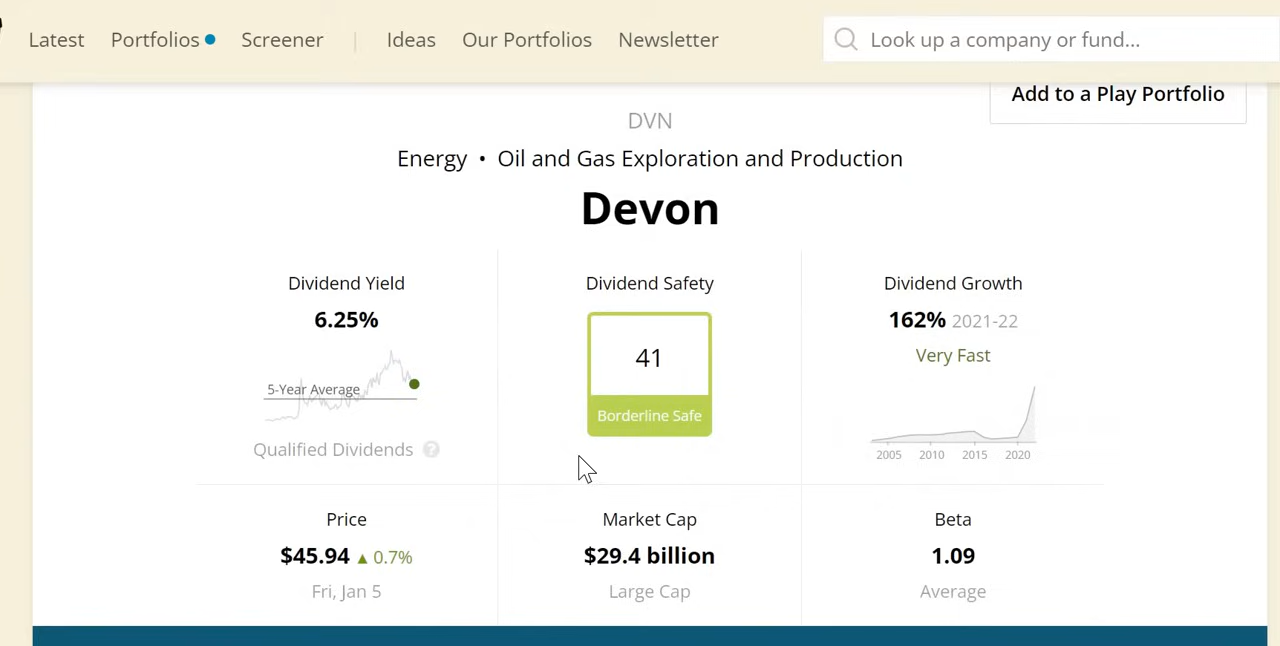 Latest Portfolios Screener | Ideas Our Portfolios Newsletter Look up a company or fund...
Add to a Play Portfolio
DVN
Energy • Oil and Gas Exploration and Production
Devon
Dividend Yield
6.25%
5-Year Average
Qualified Dividends ?
Dividend Safety
41
Borderline Safe
Dividend Growth
162% 2021-22
Very Fast
2005 2010 2015 2020
Price
$45.94 ▲ 0.7%
Fri, Jan 5
Market Cap
$29.4 billion
Large Cap
Beta
1.09
Average